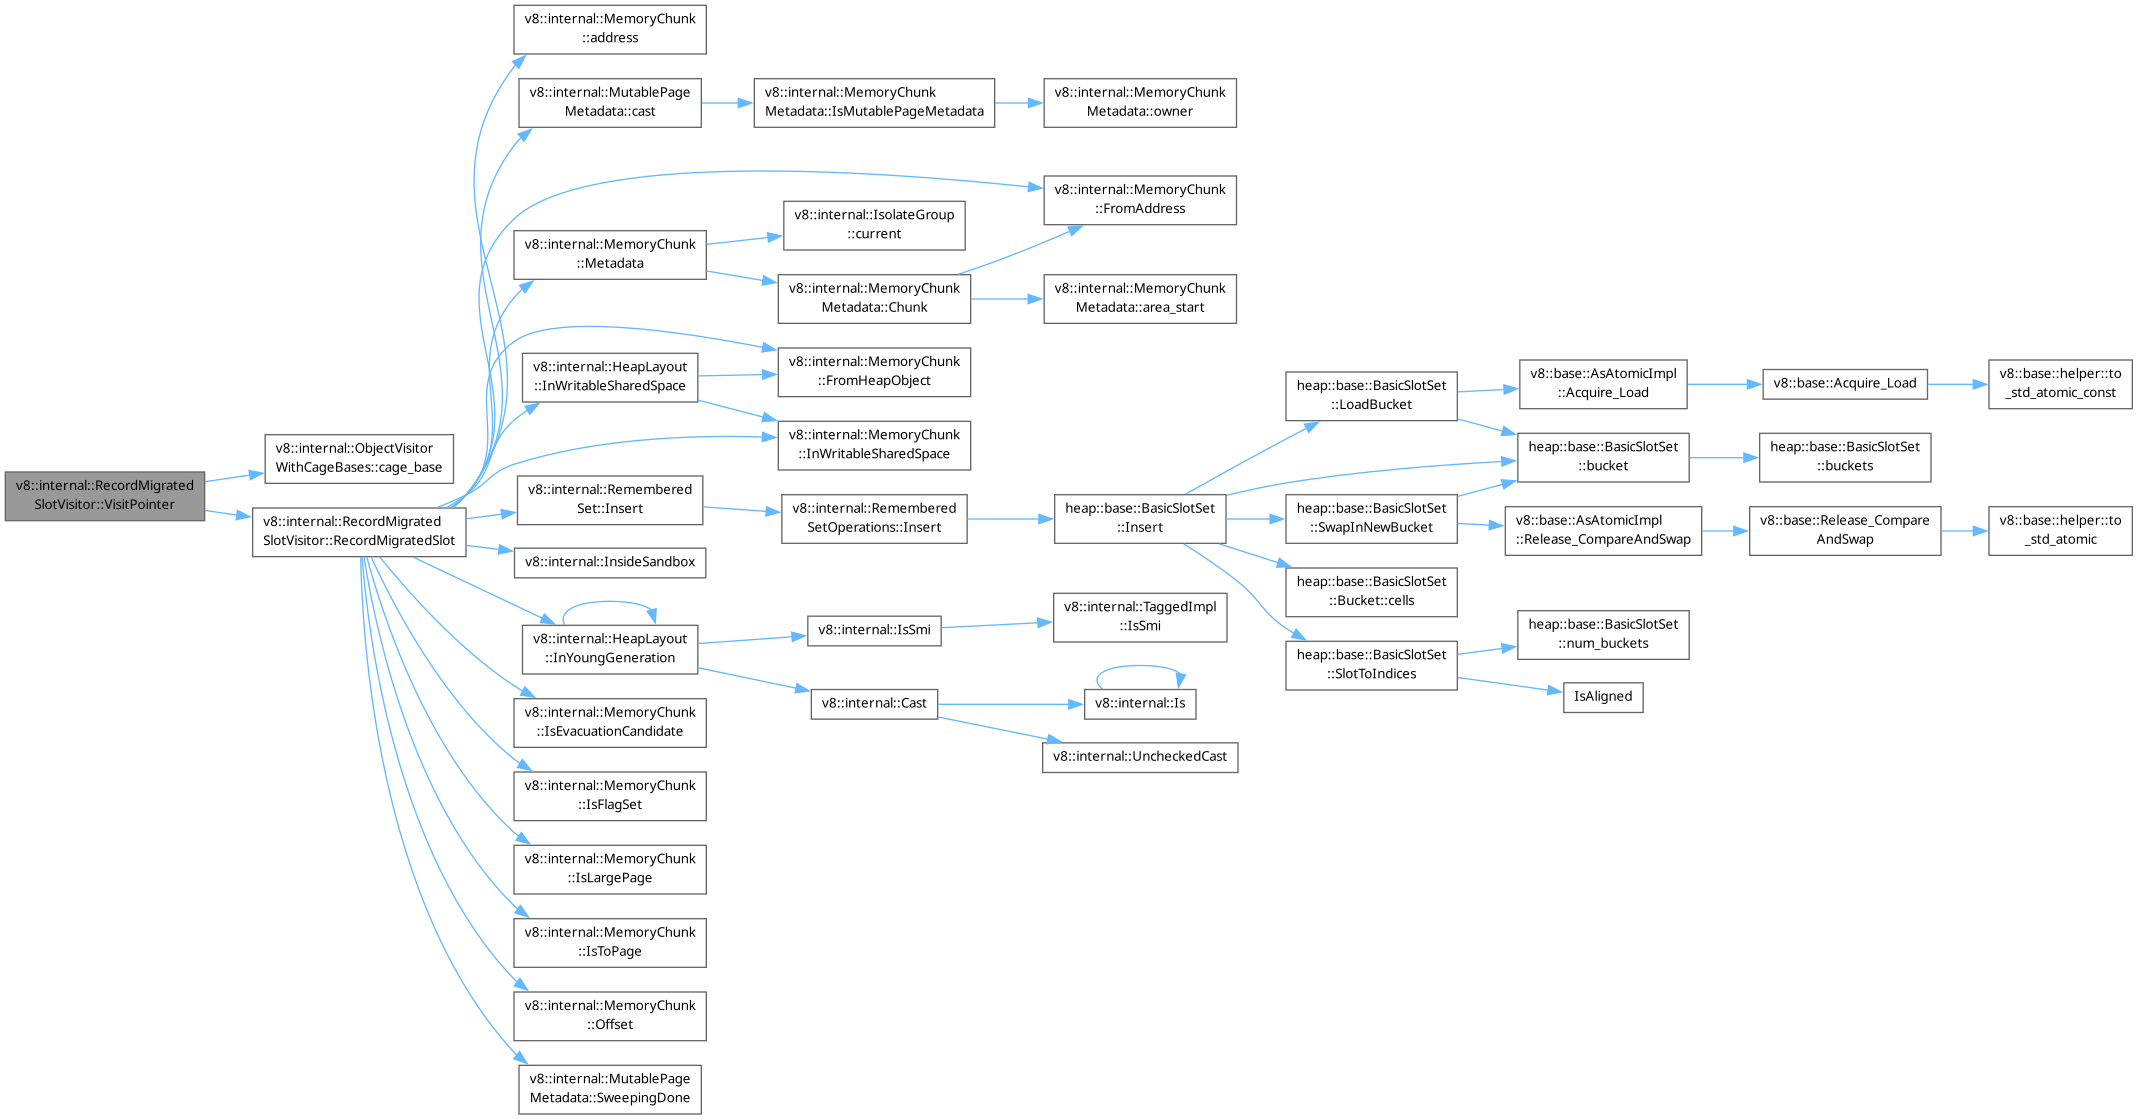 v8::internal::RecordMigrated
SlotVisitor::VisitPointer
v8::internal::ObjectVisitor
WithCageBases::cage_base
v8::internal::RecordMigrated
SlotVisitor::RecordMigratedSlot
v8::internal::MemoryChunk
::address
v8::internal::MutablePage
Metadata::cast
v8::internal::MemoryChunk
Metadata::IsMutablePageMetadata
v8::internal::MemoryChunk
Metadata::owner
v8::internal::MemoryChunk
::FromAddress
v8::internal::MemoryChunk
::Metadata
v8::internal::IsolateGroup
::current
v8::internal::MemoryChunk
Metadata::Chunk
v8::internal::MemoryChunk
Metadata::area_start
v8::internal::HeapLayout
::InWritableSharedSpace
v8::internal::MemoryChunk
::FromHeapObject
v8::internal::MemoryChunk
::InWritableSharedSpace
v8::internal::Remembered
Set::Insert
v8::internal::Remembered
SetOperations::Insert
heap::base::BasicSlotSet
::Insert
heap::base::BasicSlotSet
::LoadBucket
v8::base::AsAtomicImpl
::Acquire_Load
v8::base::Acquire_Load
v8::base::helper::to
_std_atomic_const
heap::base::BasicSlotSet
::bucket
heap::base::BasicSlotSet
::buckets
heap::base::BasicSlotSet
::SwapInNewBucket
v8::base::AsAtomicImpl
::Release_CompareAndSwap
v8::base::Release_Compare
AndSwap
v8::base::helper::to
_std_atomic
heap::base::BasicSlotSet
::Bucket::cells
heap::base::BasicSlotSet
::SlotToIndices
heap::base::BasicSlotSet
::num_buckets
IsAligned
v8::internal::InsideSandbox
v8::internal::HeapLayout
::InYoungGeneration
v8::internal::IsSmi
v8::internal::TaggedImpl
::IsSmi
v8::internal::Cast
v8::internal::Is
v8::internal::UncheckedCast
v8::internal::MemoryChunk
::IsEvacuationCandidate
v8::internal::MemoryChunk
::IsFlagSet
v8::internal::MemoryChunk
::IsLargePage
v8::internal::MemoryChunk
::IsToPage
v8::internal::MemoryChunk
::Offset
v8::internal::MutablePage
Metadata::SweepingDone